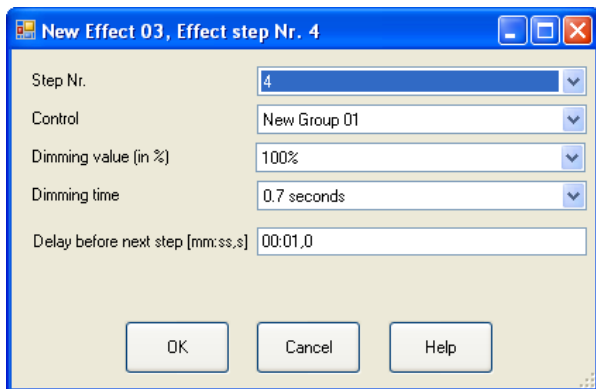 New Effect 03, Effect step Nr. 4
Step Nr. 4
Control New Group 01
Dimming value (in %) 100%
Dimming time 0.7 seconds
Delay before next step [mm:ss,s] 00:01,0
OK Cancel Help